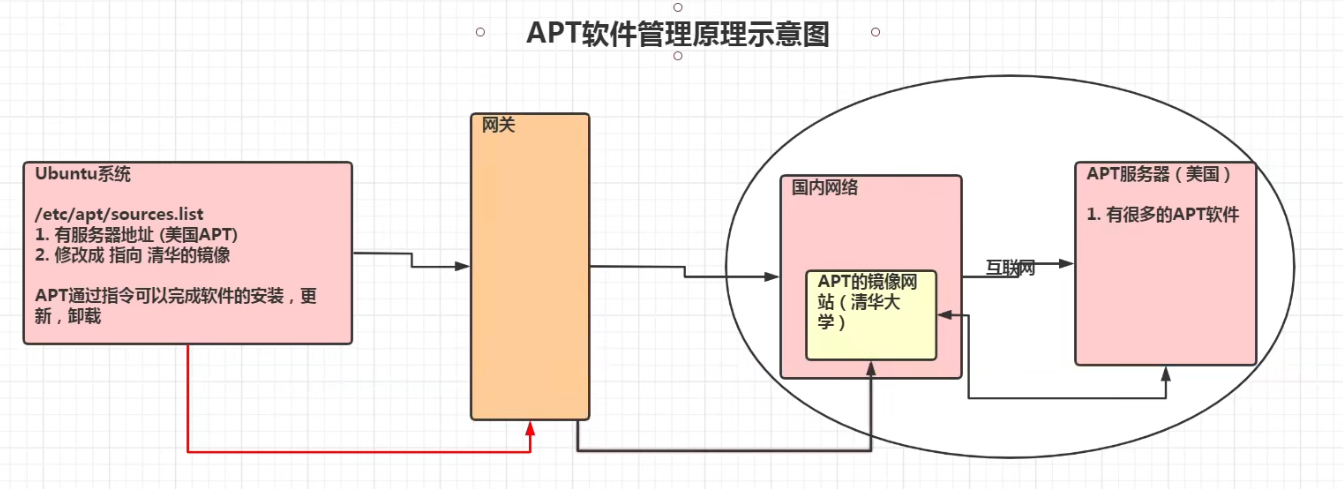 APT软件管理原理示意图
网关
Ubuntu系统
/etc/apt/sources.list
1. 有服务器地址 (美国APT)
2. 修改成 指向 清华的镜像
APT通过指令可以完成软件的安装，更
新，卸载
国内网络
APT的镜像网
站（清华大
学）
互联网
APT服务器（美国）
1. 有很多的APT软件